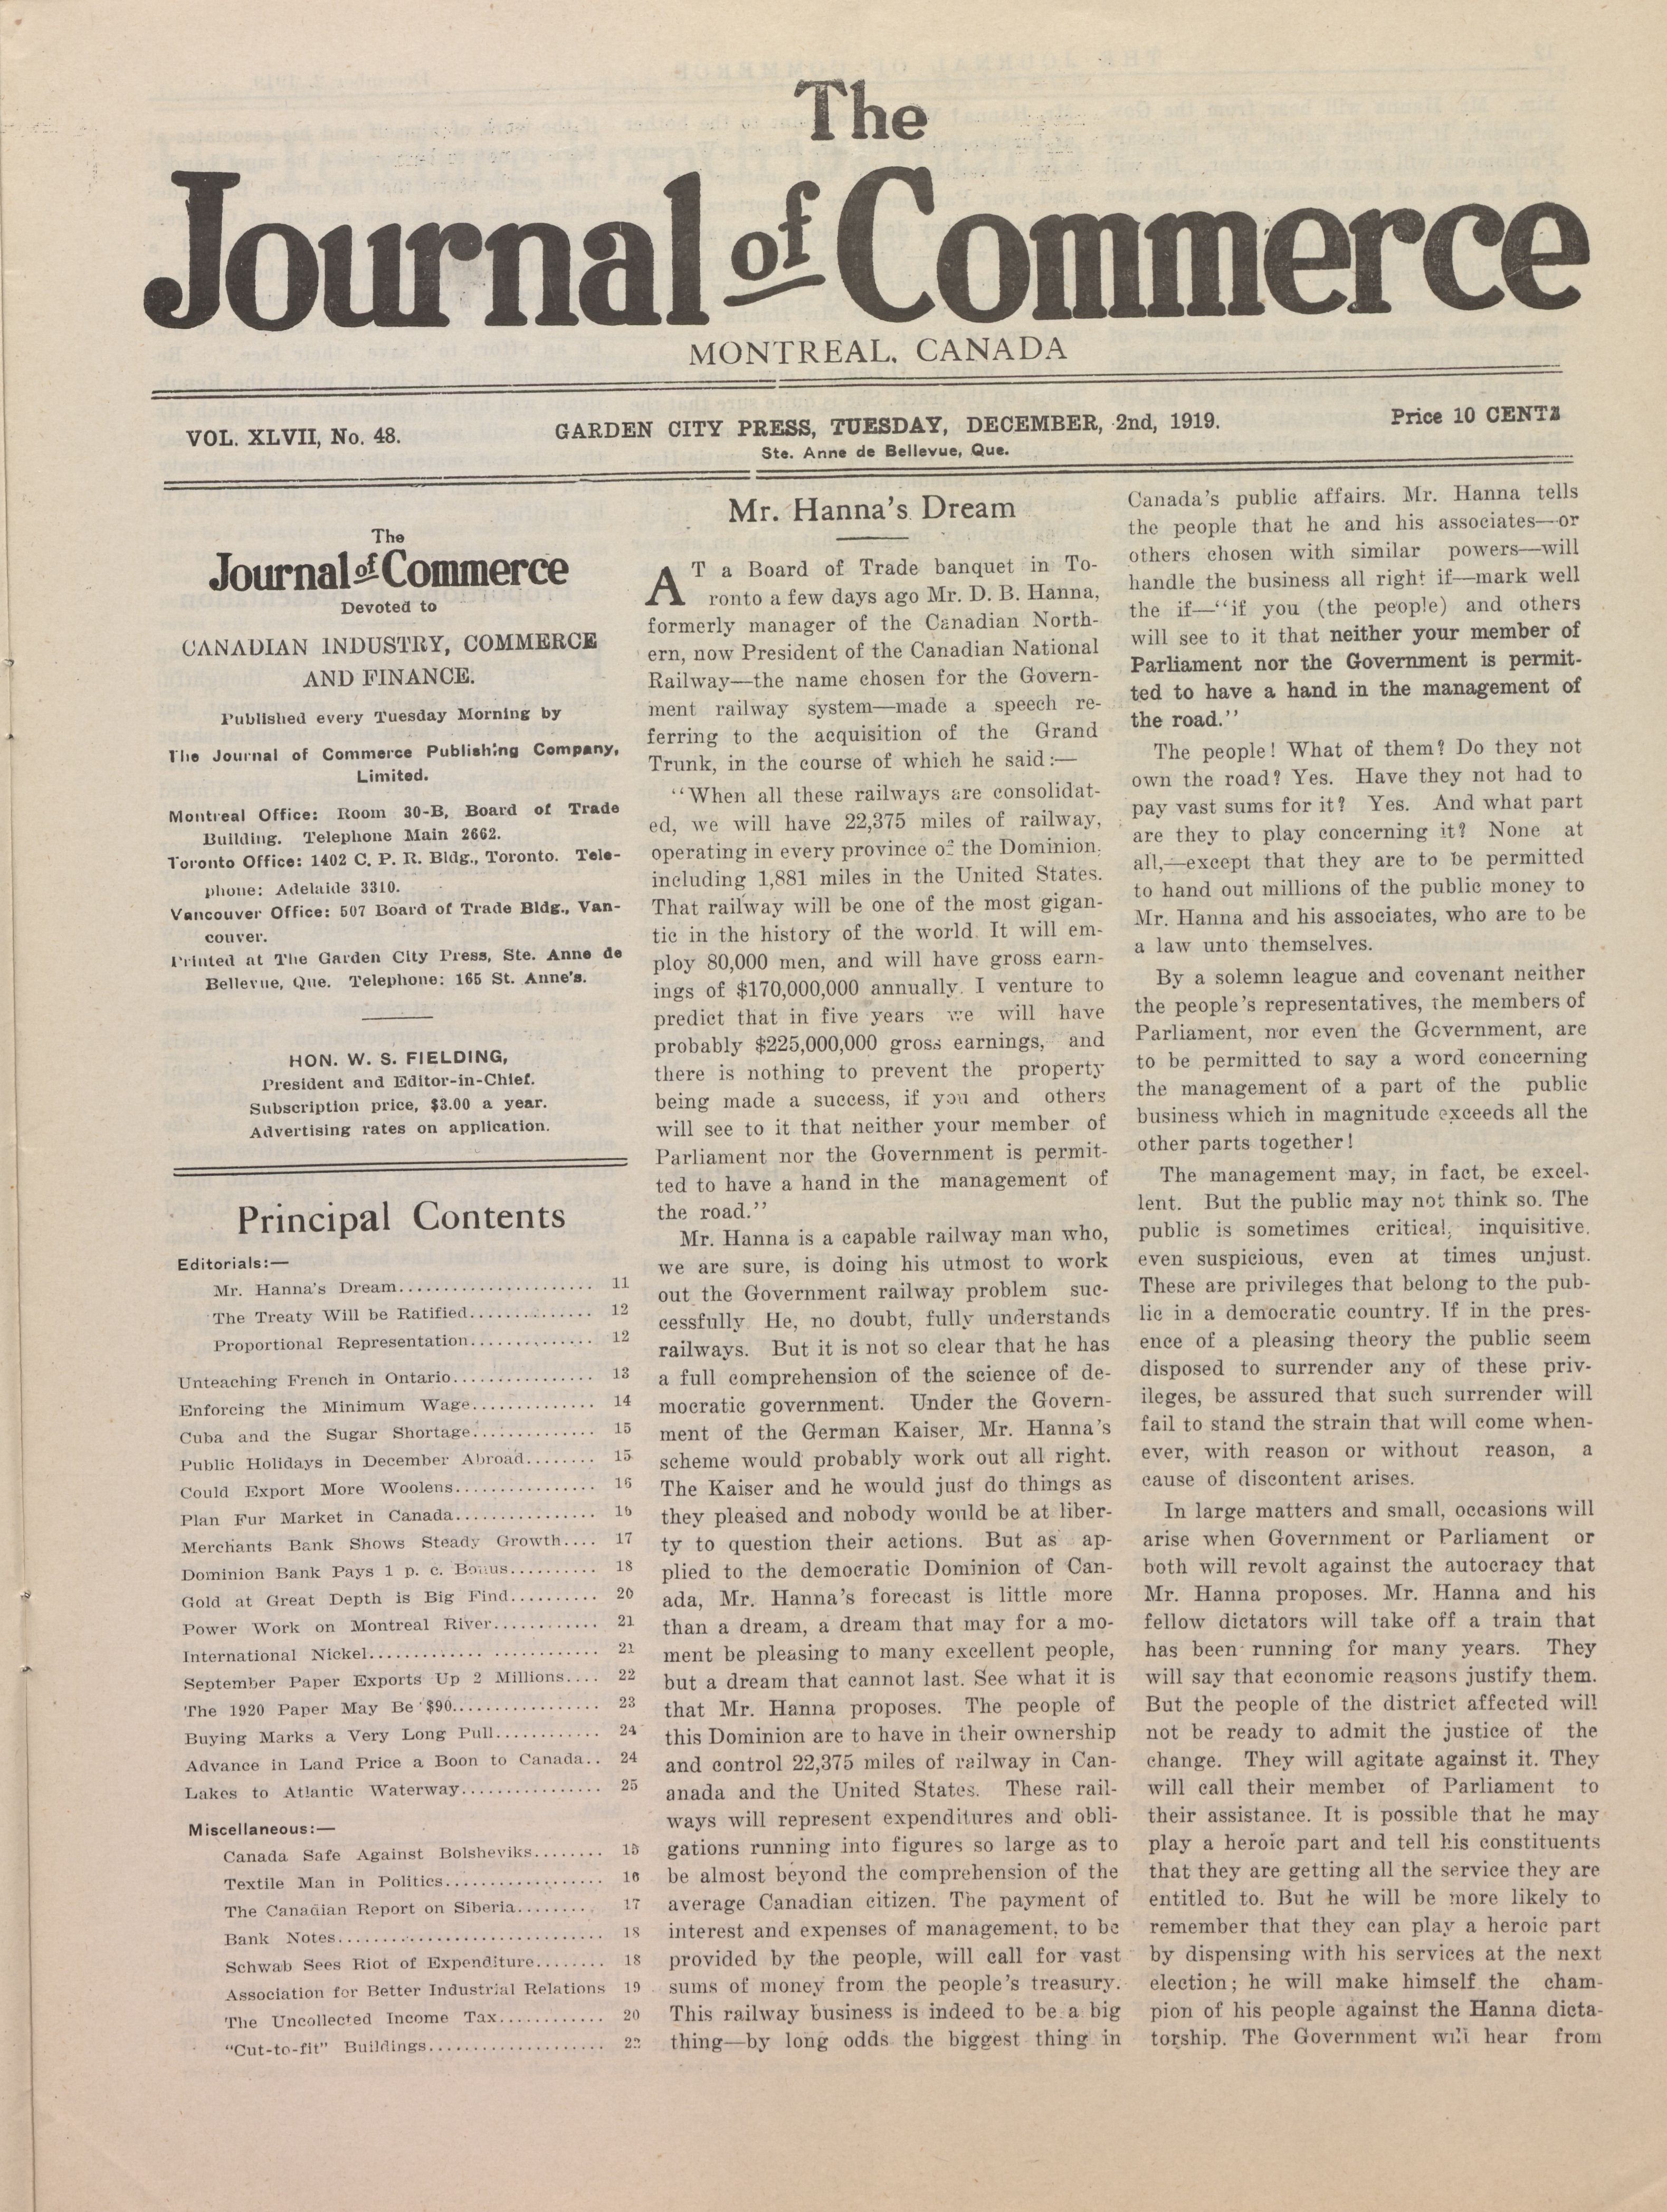 The
Journal of Commerce
MONTREAL, CANADA
VOL. XLVII, No. 48.
GARDEN CITY PRESS, TUESDAY, DECEMBER, 2nd, 1919.
Ste. Anne de Bellevue, Que.
Price 10 CENTS
The
Journal of Commerce
Devoted to
CANADIAN INDUSTRY, COMMERCE
AND FINANCE.
Published every Tuesday Morning by
The Journal of Commerce Publishing Company,
Limited.
Montreal Office: Room 30-B, Board of Trade
Building. Telephone Main 2662.
Toronto Office: 1402 C. P. R. Bldg., Toronto. Tele-
phone: Adelaide 3310.
Vancouver Office: 507 Board of Trade Bldg., Van-
couver.
Printed at The Garden City Press, Ste. Anne de
Bellevue, Que. Telephone: 165 St. Anne's.
HON. W. S. FIELDING,
President and Editor-in-Chief.
Subscription price, $3.00 a year.
Advertising rates on application.
Principal Contents
Editorials:—
Mr. Hanna's Dream...................... 11
The Treaty Will be Ratified.............. 12
Proportional Representation.............. 12
Unteaching French in Ontario................ 13
Enforcing the Minimum Wage.............. 14
Cuba and the Sugar Shortage.............. 15
Public Holidays in December Abroad........ 15
Could Export More Woolens................ 16
Plan Fur Market in Canada................ 16
Merchants Bank Shows Steady Growth.... 17
Dominion Bank Pays 1 p. c. Bonus.......... 18
Gold at Great Depth is Big Find.......... 20
Power Work on Montreal River............ 21
International Nickel............. ............ 21
September Paper Exports Up 2 Millions.... 22
The 1920 Paper May Be $90................. 23
Buying Marks a Very Long Pull............ 24
Advance in Land Price a Boon to Canada.. 24
Lakes to Atlantic Waterway................ 25
Miscellaneous:—
Canada Safe Against Bolsheviks........ 15
Textile Man in Politics.................. 16
The Canadian Report on Siberia......... 17
Bank Notes.............................. 18
Schwab Sees Riot of Expenditure........ 18
Association for Better Industrial Relations 19
The Uncollected Income Tax............ 20
"Cut-to-fit" Buildings.................... 22
Mr. Hanna's Dream
AT a Board of Trade banquet in To-
ronto a few days ago Mr. D. B. Hanna,
formerly manager of the Canadian North-
ern, now President of the Canadian National
Railway—the name chosen for the Govern-
ment railway system—made a speech re-
ferring to the acquisition of the Grand
Trunk, in the course of which he said:—
"When all these railways are consolidat-
ed, we will have 22,375 miles of railway,
operating in every province of the Dominion,
including 1,881 miles in the United States.
That railway will be one of the most gigan-
tic in the history of the world. It will em-
ploy 80,000 men, and will have gross earn-
ings of $170,000,000 annually. I venture to
predict that in five years we will have
probably $225,000,000 gross earnings, and
there is nothing to prevent the property
being made a success, if you and others
will see to it that neither your member of
Parliament nor the Government is permit-
ted to have a hand in the management of
the road."
Mr. Hanna is a capable railway man who,
we are sure, is doing his utmost to work
out the Government railway problem suc-
cessfully He, no doubt, fully understands
railways. But it is not so clear that he has
a full comprehension of the science of de-
mocratic government. Under the Govern-
ment of the German Kaiser, Mr. Hanna's
scheme would probably work out all right.
The Kaiser and he would just do things as
they pleased and nobody would be at liber-
ty to question their actions. But as ap-
plied to the democratic Dominion of Can-
ada, Mr. Hanna's forecast is little more
than a dream, a dream that may for a mo-
ment be pleasing to many excellent people,
but a dream that cannot last. See what it is
that Mr. Hanna proposes. The people of
this Dominion are to have in their ownership
and control 22,375 miles of railway in Can-
anada and the United States. These rail-
ways will represent expenditures and obli-
gations running into figures so large as to
be almost beyond the comprehension of the
average Canadian citizen. The payment of
interest and expenses of management, to be
provided by the people, will call for vast
sums of money from the people's treasury.
This railway business is indeed to be a big
thing—by long odds the biggest thing in
Canada's public affairs. Mr. Hanna tells
the people that he and his associates—or
others chosen with similar powers—will
handle the business all right if—mark well
the if—"if you (the people) and others
will see to it that neither your member of
Parliament nor the Government is permit-
ted to have a hand in the management of
the road."
The people! What of them? Do they not
own the road? Yes. Have they not had to
pay vast sums for it? Yes. And what part
are they to play concerning it? None at
all,—except that they are to be permitted
to hand out millions of the public money to
Mr. Hanna and his associates, who are to be
a law unto themselves.
By a solemn league and covenant neither
the people's representatives, the members of
Parliament, nor even the Government, are
to be permitted to say a word concerning
the management of a part of the public
business which in magnitude exceeds all the
other parts together!
The management may, in fact, be excel-
lent. But the public may not think so. The
public is sometimes critical, inquisitive,
even suspicious, even at times unjust.
These are privileges that belong to the pub-
lic in a democratic country. If in the pres-
ence of a pleasing theory the public seem
disposed to surrender any of these priv-
ileges, be assured that such surrender will
fail to stand the strain that will come when-
ever, with reason or without reason, a
cause of discontent arises.
In large matters and small, occasions will
arise when Government or Parliament or
both will revolt against the autocracy that
Mr. Hanna proposes. Mr. Hanna and his
fellow dictators will take off a train that
has been running for many years. They
will say that economic reasons justify them.
But the people of the district affected will
not be ready to admit the justice of the
change. They will agitate against it. They
will call their member of Parliament to
their assistance. It is possible that he may
play a heroic part and tell his constituents
that they are getting all the service they are
entitled to. But he will be more likely to
remember that they can play a heroic part
by dispensing with his services at the next
election; he will make himself the cham-
pion of his people against the Hanna dicta-
torship. The Government will hear from